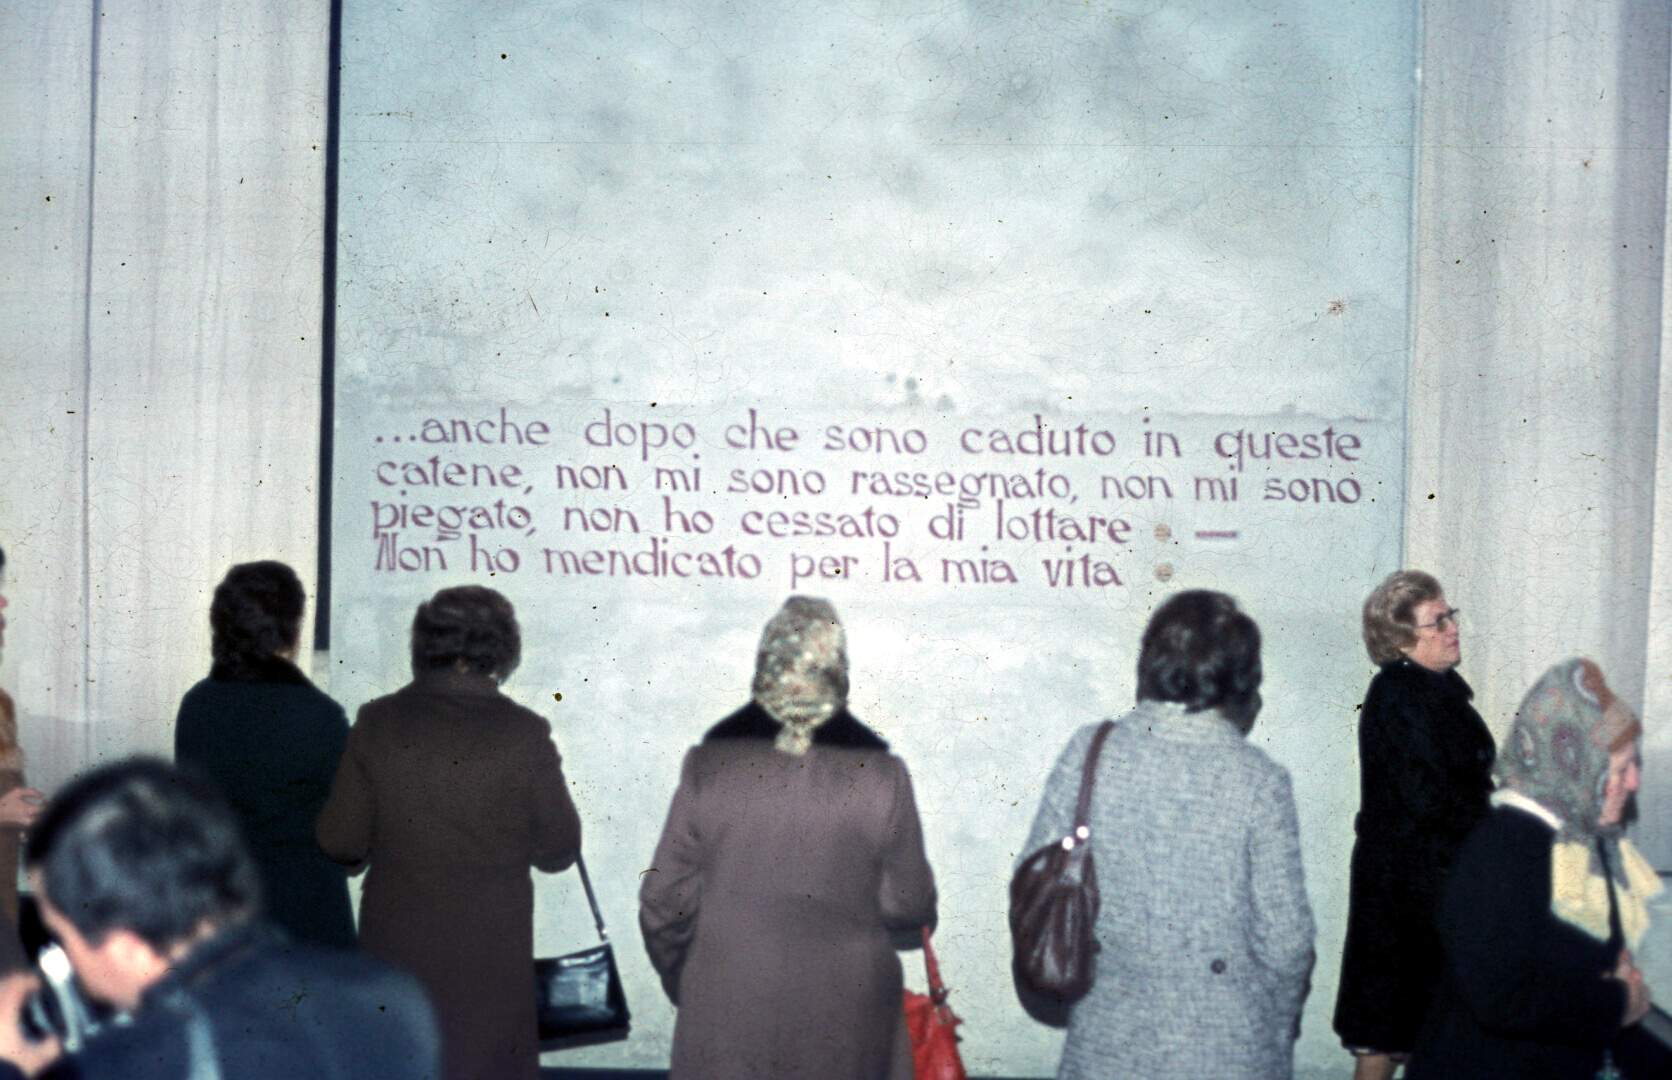 ...anche dopo che sono caduto in queste
catene, non mi sono rassegnato, non mi sono
piegato, non ho cessato di lottare : —
Non ho mendicato per la mia vita :